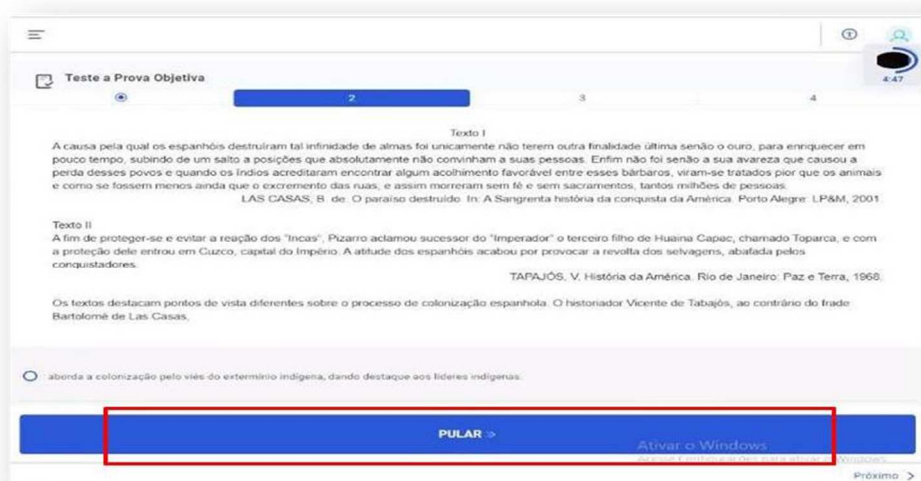 Teste a Prova Objetiva
4:47
2 3 4
Texto I
A causa pela qual os espanhóis destruíram tal infinidade de almas foi unicamente não terem outra finalidade última senão o ouro, para enriquecer em
pouco tempo, subindo de um salto a posições que absolutamente não convinham a suas pessoas. Enfim não foi senão a sua avareza que causou a
perda desses povos e quando os índios acreditaram encontrar algum acolhimento favorável entre esses bárbaros, viram-se tratados pior que os animais
e como se fossem menos ainda que o excremento das ruas, e assim morreram sem fé e sem sacramentos, tantos milhões de pessoas.
LAS CASAS, B. de. O paraíso destruído. In: A Sangrenta história da conquista da América. Porto Alegre: LP&M, 2001.
Texto II
A fim de proteger-se e evitar a reação dos "Incas", Pizarro aclamou sucessor do "Imperador" o terceiro filho de Huaina Capac, chamado Toparca, e com
a proteção dele entrou em Cuzco, capital do Império. A atitude dos espanhóis acabou por provocar a revolta dos selvagens, abafada pelos
conquistadores.
TAPAJÓS, V. História da América. Rio de Janeiro: Paz e Terra, 1968.
Os textos destacam pontos de vista diferentes sobre o processo de colonização espanhola. O historiador Vicente de Tabajós, ao contrário do frade
Bartolomé de Las Casas,
aborda a colonização pelo viés do extermínio indígena, dando destaque aos líderes indígenas.
PULAR »
Ativar o Windows
Próximo >